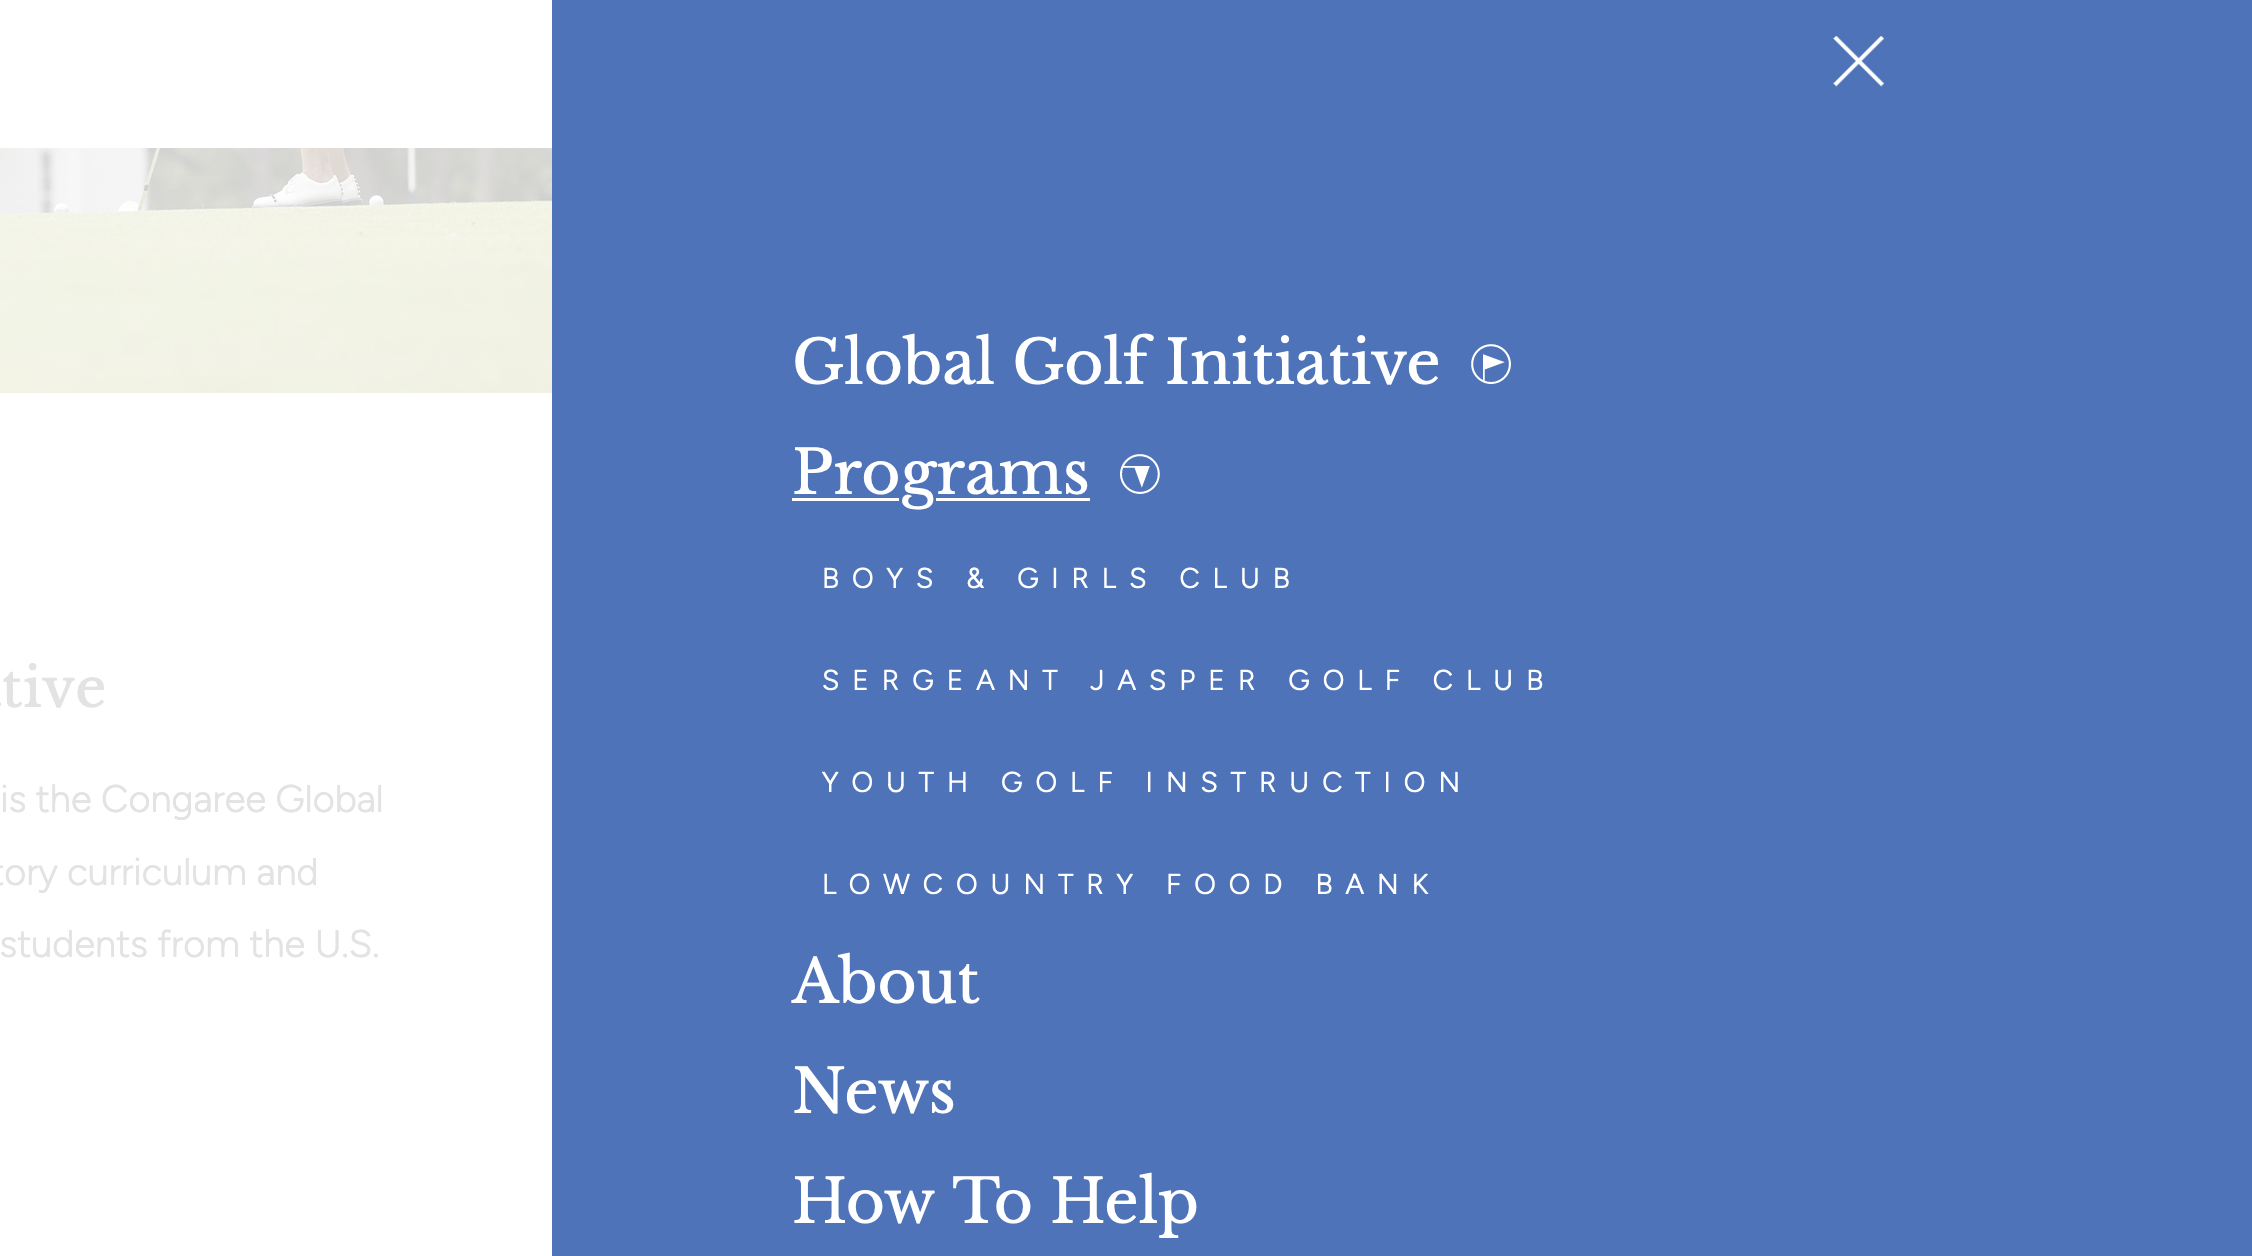 Global Golf Initiative
Programs
BOYS & GIRLS CLUB
SERGEANT JASPER GOLF CLUB
YOUTH GOLF INSTRUCTION
LOWCOUNTRY FOOD BANK
About
News
How To Help
tive
is the Congaree Global
tory curriculum and
students from the U.S.